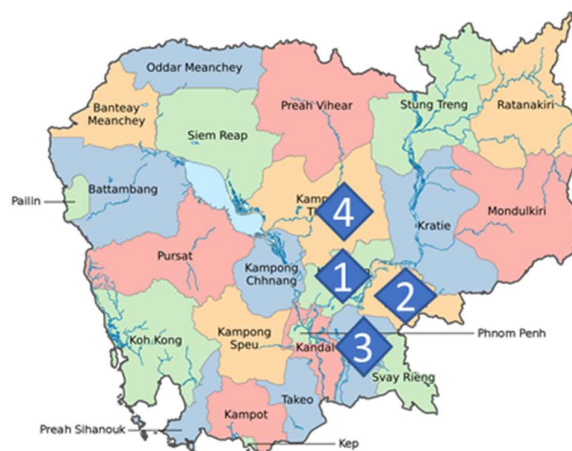 Oddar Meanchey
Banteay
Meanchey
Preah Vihear
Stung Treng
Ratanakiri
Siem Reap
Battambang
Pailin
4
Kratie
Mondulkiri
Pursat
Kampong
Chhnang
1
2
Phnom Penh
Koh Kong
Kampong
Speu
Kandal
3
Svay Rieng
Takeo
Preah Sihanouk
Kampot
Kep